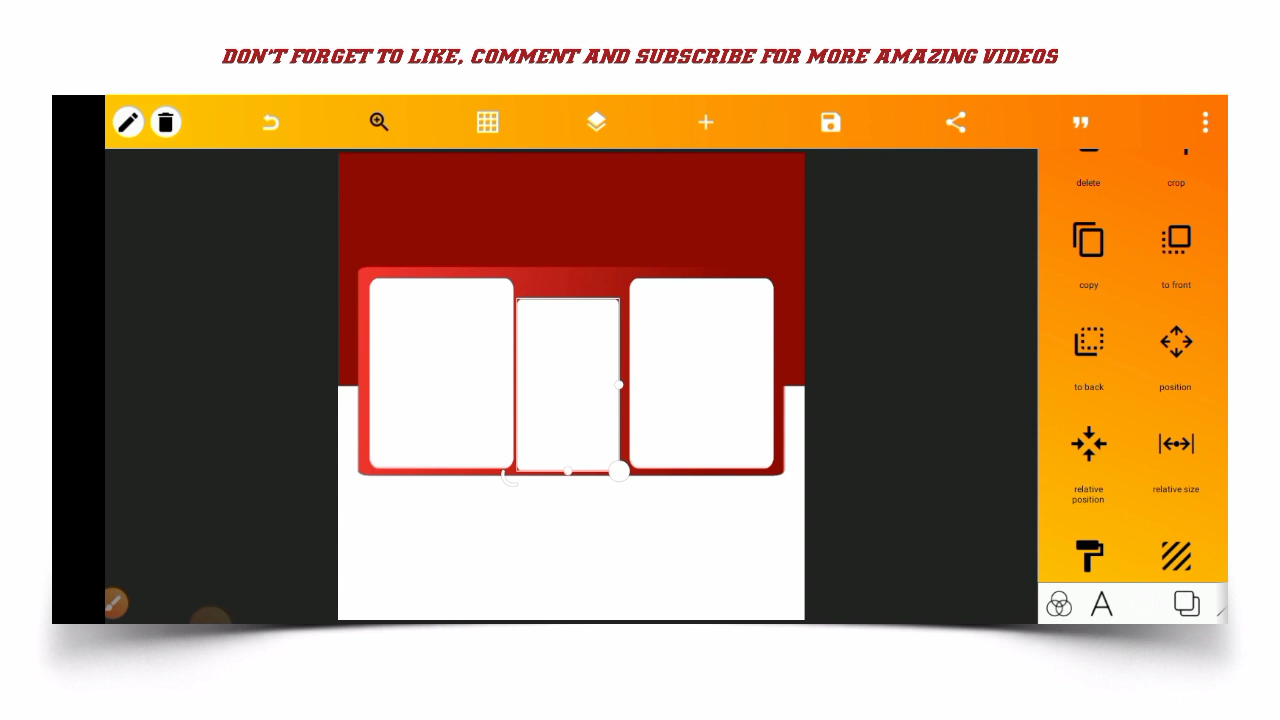 DON'T FORGET TO LIKE, COMMENT AND SUBSCRIBE FOR MORE AMAZING VIDEOS
delete crop
copy to front
to back position
relative position relative size
A